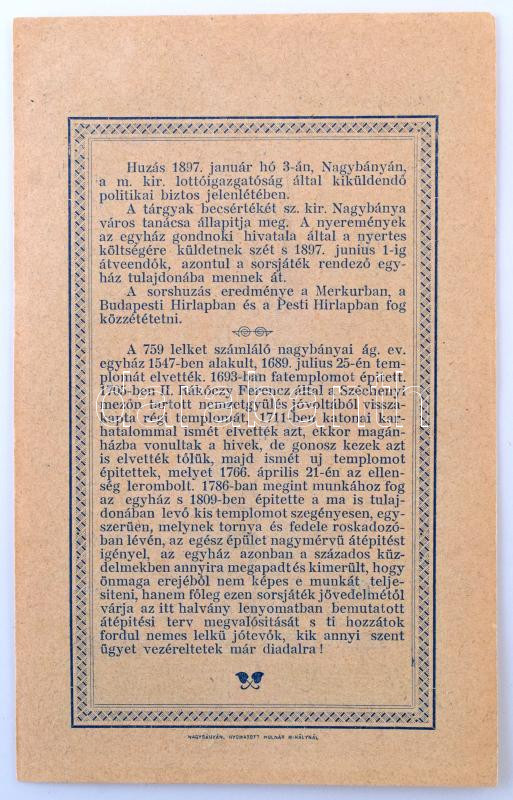 Huzás 1897. január hó 3-án, Nagybányán,
a m. kir. lottóigazgatóság által kiküldendő
politikai biztos jelenlétében.
A tárgyak becsértékét sz. kir. Nagybánya
város tanácsa állapitja meg. A nyeremények
az egyház gondnoki hivatala által a nyertes
költségére küldetnek szét s 1897. junius 1-ig
átveendők, azontul a sorsjáték rendező egy-
ház tulajdonába mennek át.
A sorshuzás eredménye a Merkurban, a
Budapesti Hirlapban és a Pesti Hirlapban fog
közzététetni.
A 759 lelket számláló nagybányai ág. ev.
egyház 1547-ben alakult, 1689. julius 25-én tem-
plomát elvették. 1693-ban fatemplomot épitett.
1705-ben II. Rákóczy Ferencz által a Széchenyi
mezőn tartott nemzetgyülés jóvoltából vissza-
kapta régi templomát, 1711-ben katonai kar-
hatalommal ismét elvették azt, ekkor magán-
házba vonultak a hivek, de gonosz kezek azt
is elvették tőlük, majd ismét uj templomot
épitettek, melyet 1766. április 21-én az ellen-
ség lerombolt. 1786-ban megint munkához fog
az egyház s 1809-ben épitette a ma is tulaj-
donában levő kis templomot szegényesen, egy-
szerüen, melynek tornya és fedele roskadozó-
ban lévén, az egész épület nagymérvü átépitést
igényel, az egyház azonban a százados küz-
delmekben annyira megapadt és kimerült, hogy
önmaga erejéből nem képes e munkát telje-
siteni, hanem főleg ezen sorsjáték jövedelmétől
várja az itt halvány lenyomatban bemutatott
átépitési terv megvalósitását s ti hozzátok
fordul nemes lelkü jótevők, kik annyi szent
ügyet vezéreltetek már diadalra!
NAGYBÁNYÁN, NYOMATOTT MOLNÁR MIHÁLYNÁL